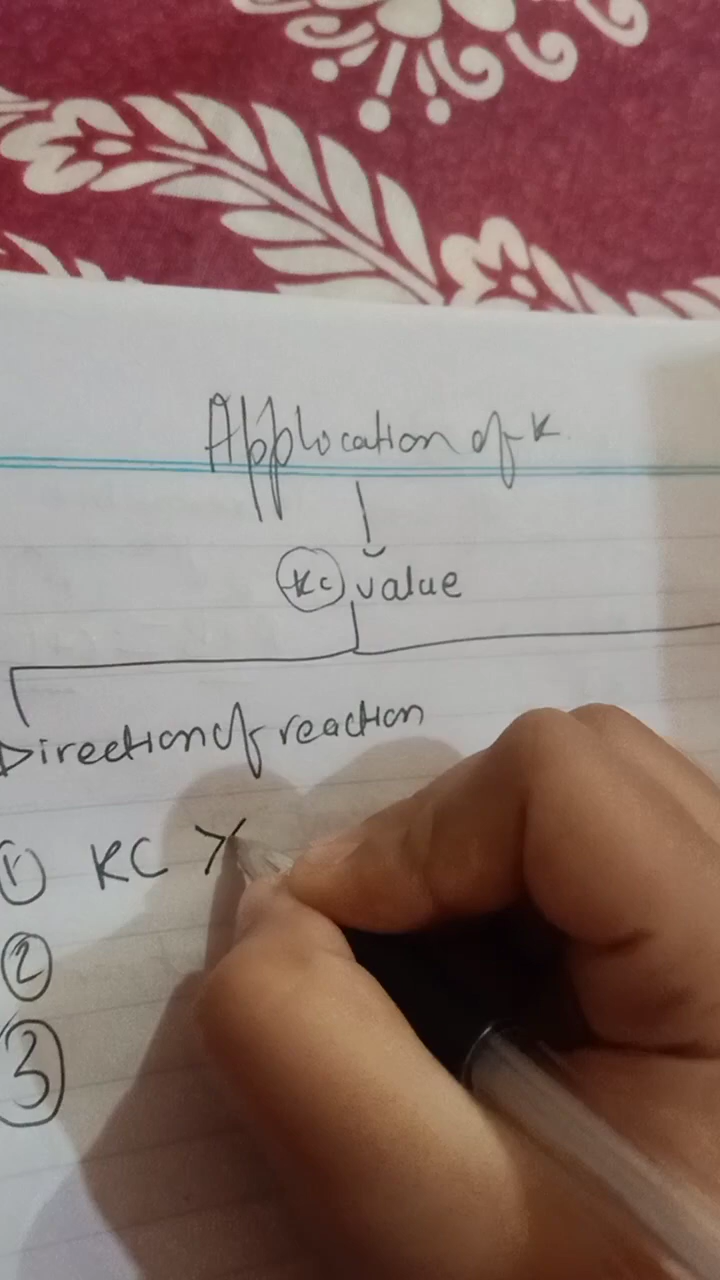 Applocation of K
Kc value
Direction of reaction
① KC >
②
③